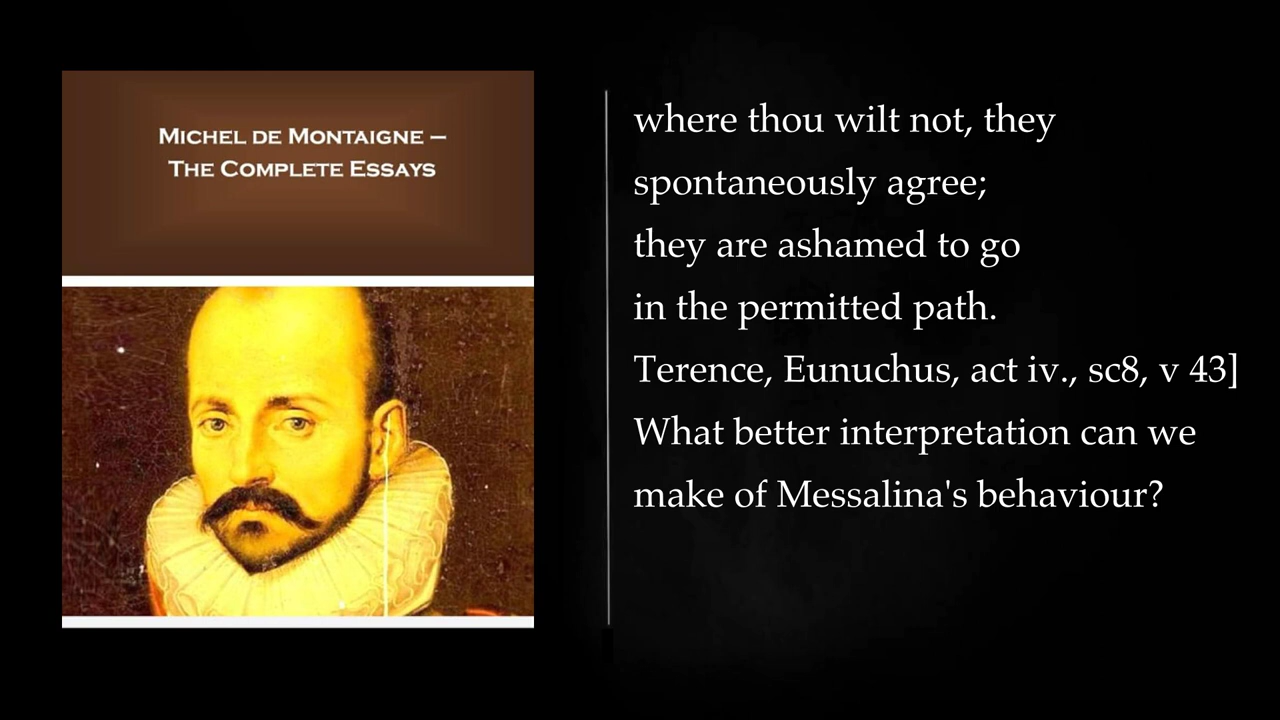 MICHEL DE MONTAIGNE –
THE COMPLETE ESSAYS
where thou wilt not, they
spontaneously agree;
they are ashamed to go
in the permitted path.
Terence, Eunuchus, act iv., sc8, v 43]
What better interpretation can we
make of Messalina's behaviour?